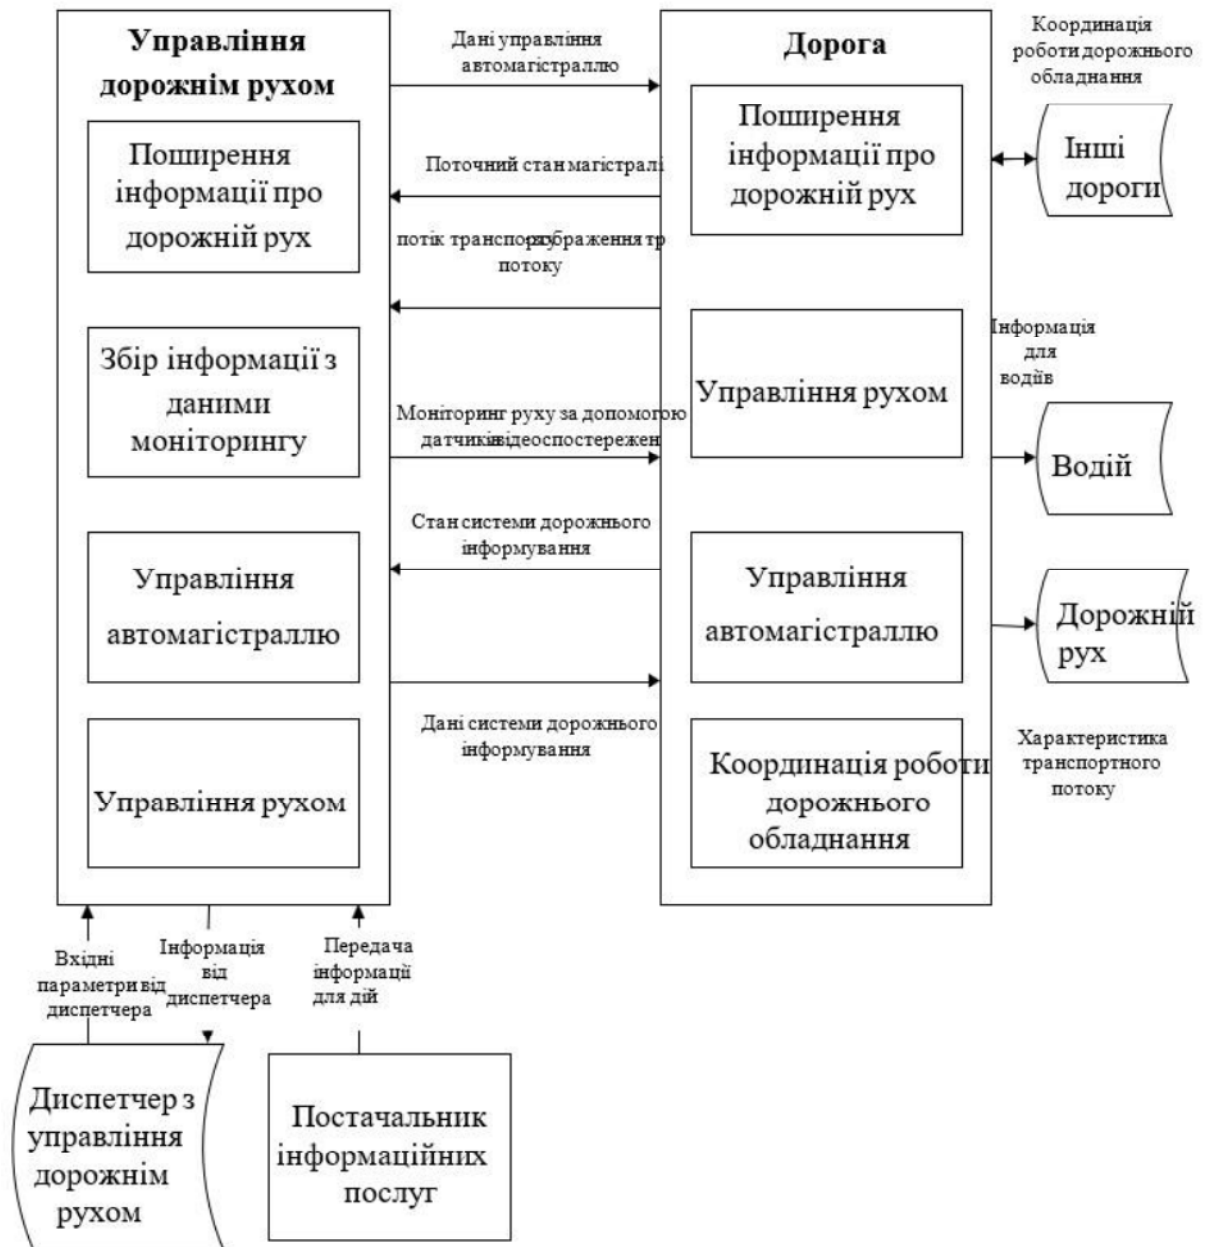 Управління
дорожнім рухом
Поширення
інформації про
дорожній рух
Збір інформації з
даними
моніторингу
Управління
автомагістраллю
Управління рухом
Дані управління
автомагістраллю
Поточний стан магістралі
потік транспорту
потоку
Моніторинг руху за допомогою
датчиків
відеоспостережен
Стан системи дорожнього
інформування
Дані системи дорожнього
інформування
Дорога
Поширення
інформації про
дорожній рух
Управління рухом
Управління
автомагістраллю
Координація роботи
дорожнього
обладнання
Координація
роботи дорожнього
обладнання
Інші
дороги
Інформація
для
водіїв
Водій
Дорожній
рух
Характеристика
транспортного
потоку
Вхідні
параметри від
диспетчера
Інформація
від
диспетчера
Передача
інформації
для дій
Диспетчер з
управління
дорожнім
рухом
Постачальник
інформаційних
послуг